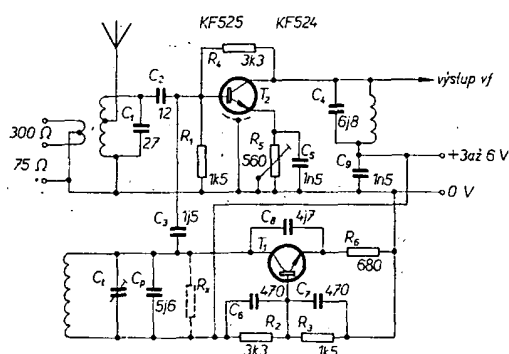 KF525 KF524
R4
3k3
C2
12
T2
C4
6j8
výstup vf
C1
27
300 Ω
75 Ω
R1
1k5
R5
560
C5
1n5
C9
1n5
+3až 6 V
0 V
C3
1j5
C8
4j7
T1
R6
680
Ct
Cp
5j6
Rx
C6
470
C7
470
R2
3k3
R3
1k5